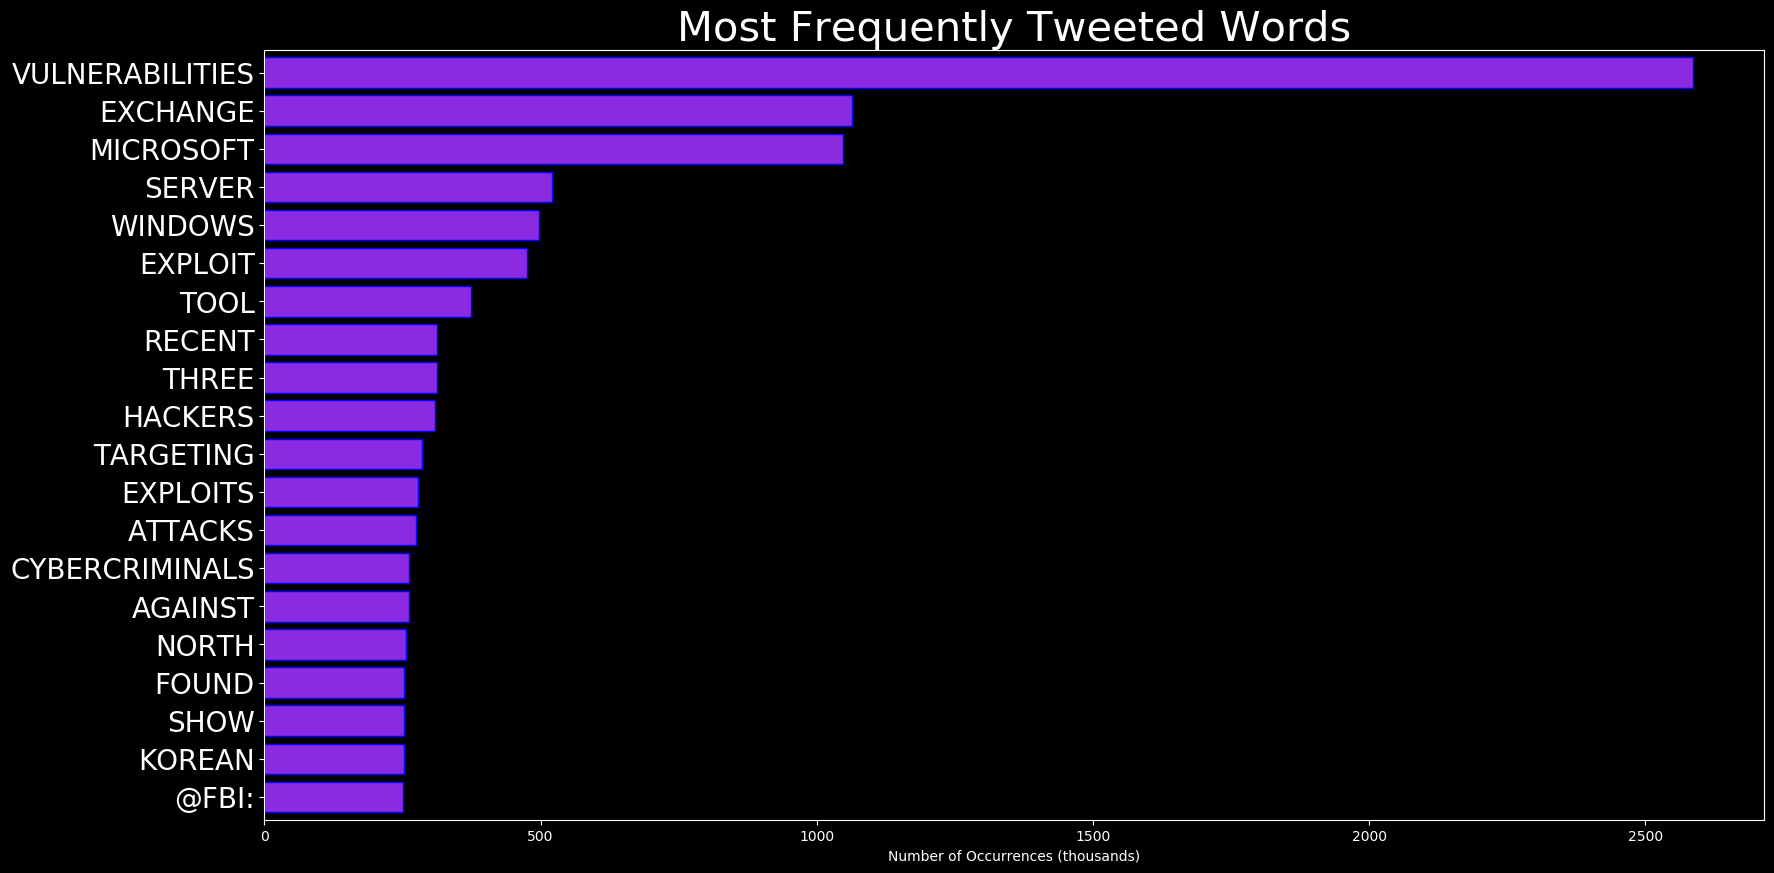 Most Frequently Tweeted Words
VULNERABILITIES
EXCHANGE
MICROSOFT
SERVER
WINDOWS
EXPLOIT
TOOL
RECENT
THREE
HACKERS
TARGETING
EXPLOITS
ATTACKS
CYBERCRIMINALS
AGAINST
NORTH
FOUND
SHOW
KOREAN
@FBI:
0 500 1000 1500 2000 2500
Number of Occurrences (thousands)